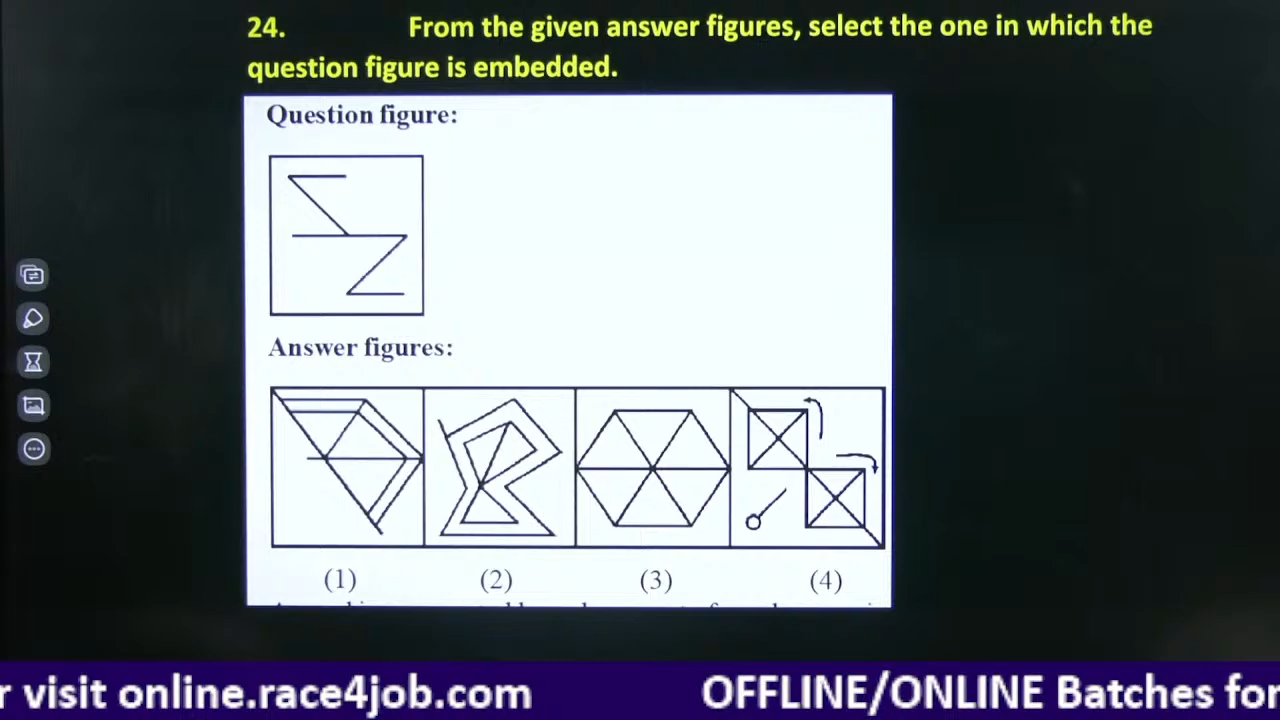 24. From the given answer figures, select the one in which the
question figure is embedded.
Question figure:
Answer figures:
(1) (2) (3) (4)
r visit online.race4job.com OFFLINE/ONLINE Batches for